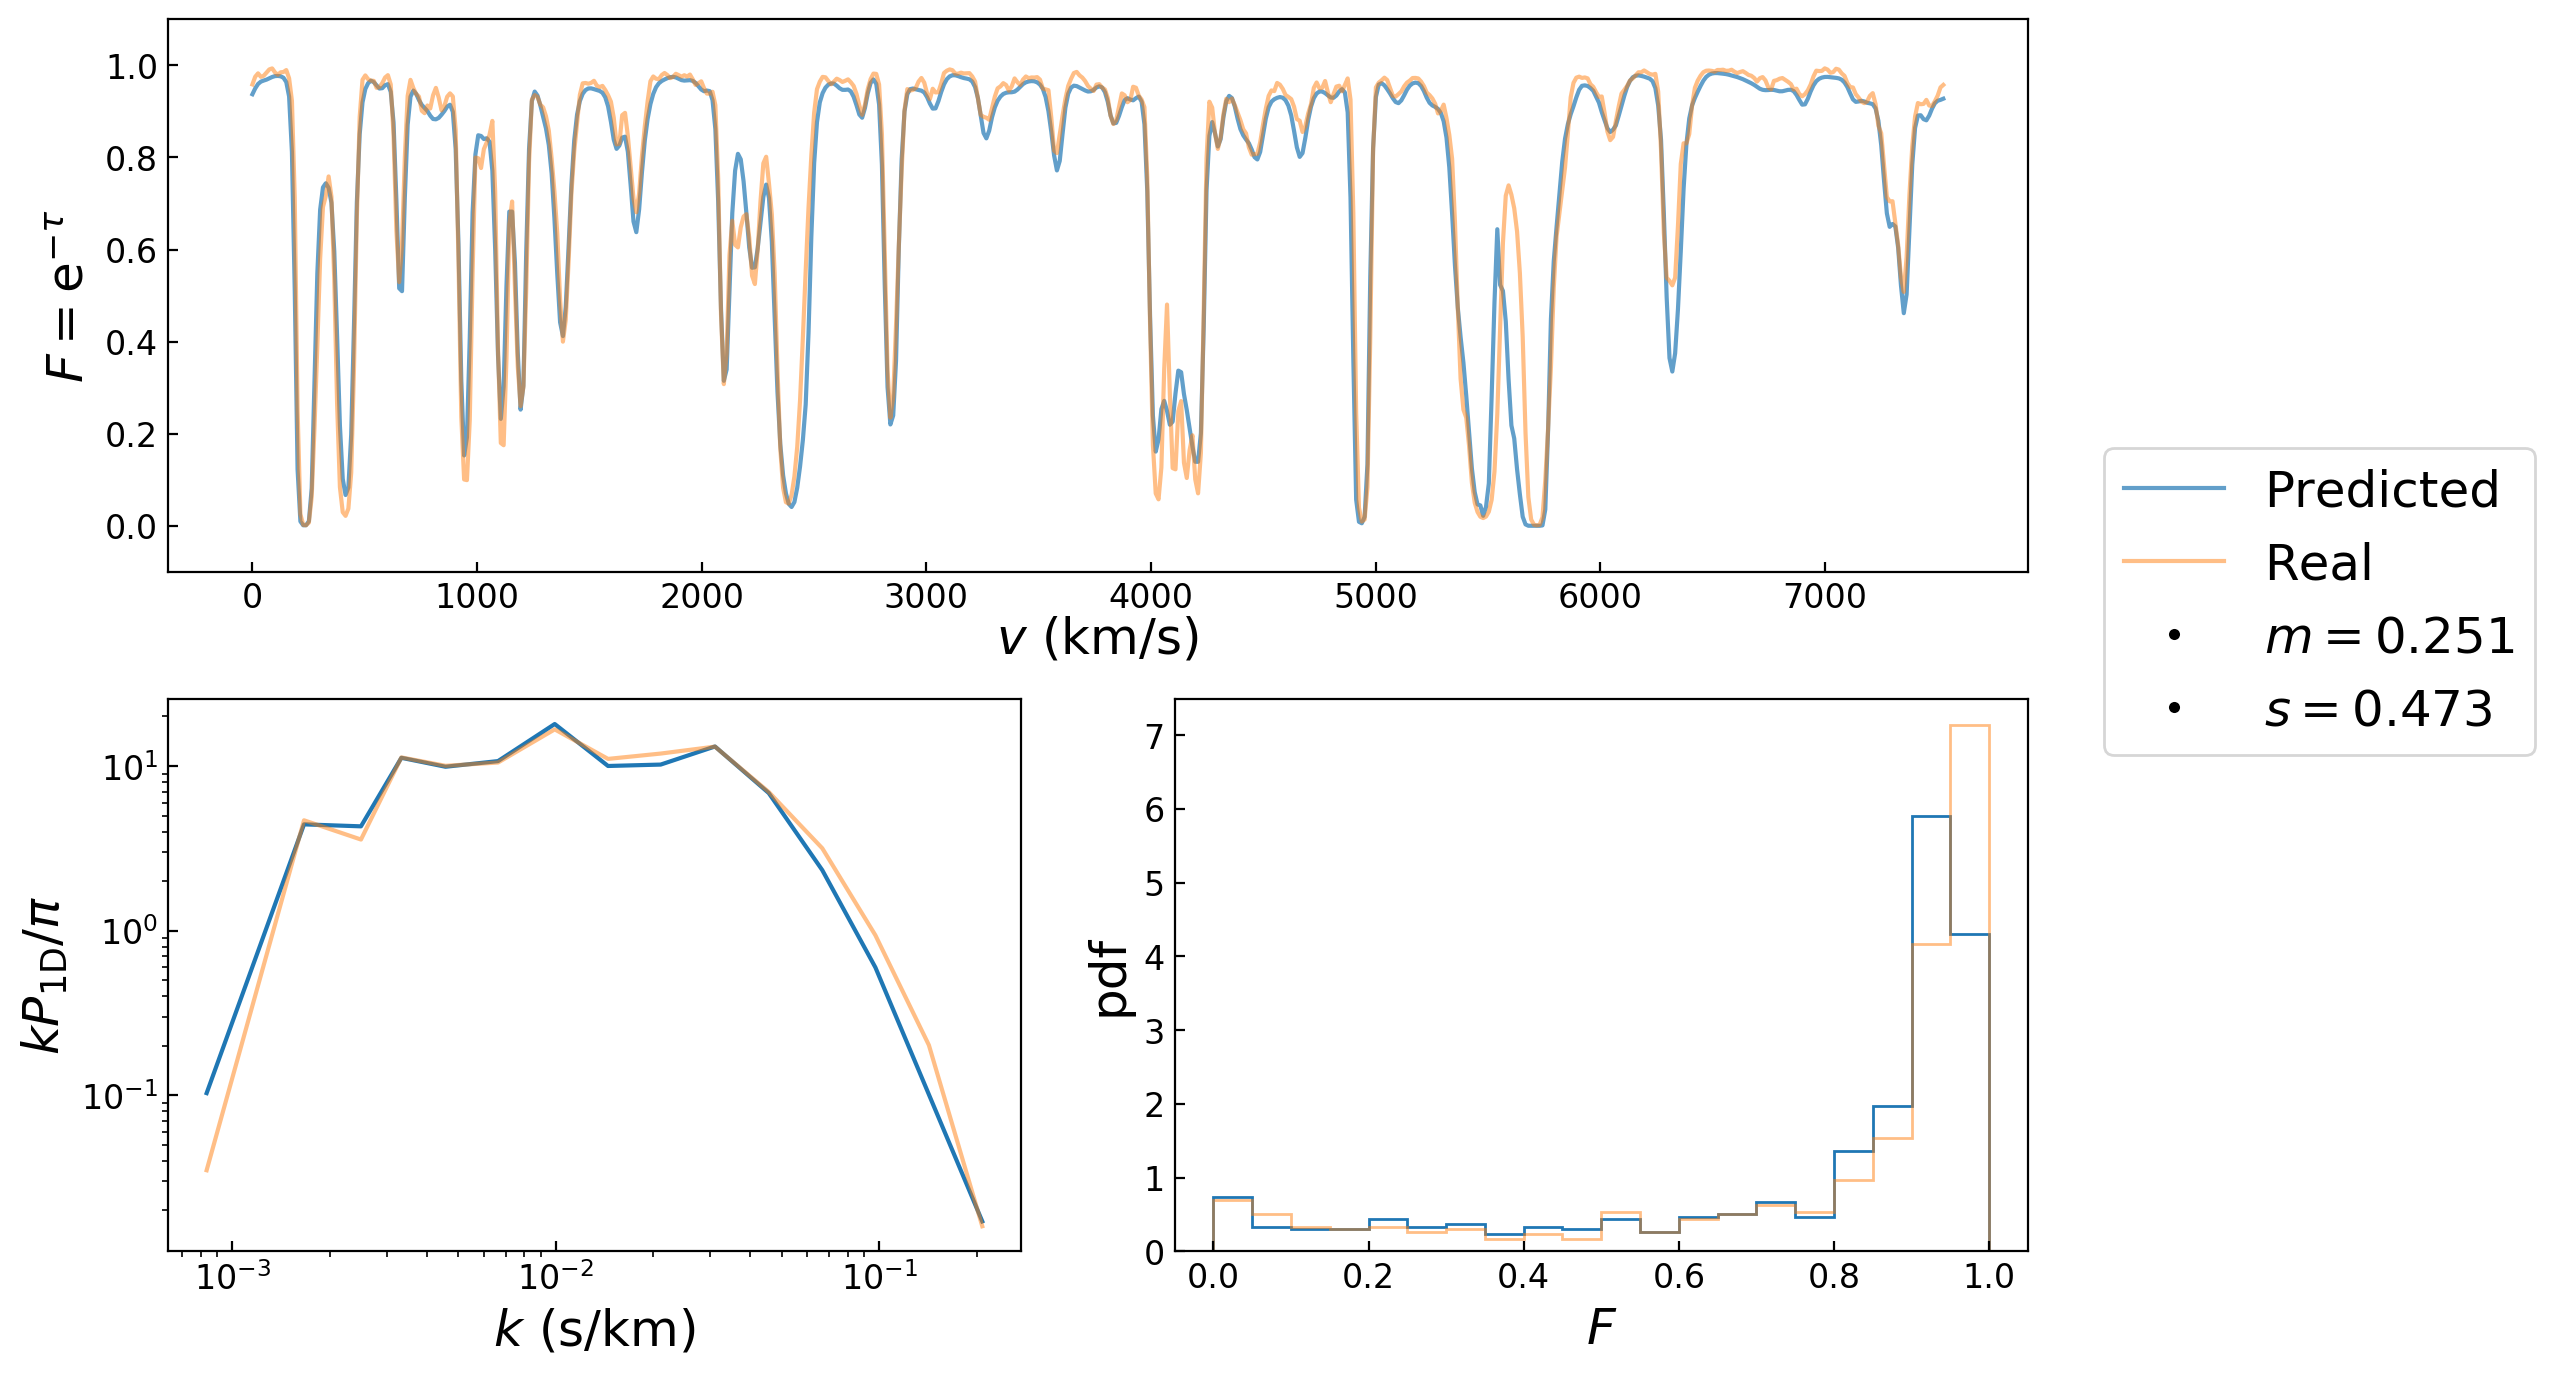 1.0
0.8
0.6
0.4
0.2
0.0
F = e^{−τ}
0 1000 2000 3000 4000 5000 6000 7000
v (km/s)
Predicted
Real
m = 0.251
s = 0.473
10^1
10^0
10^{−1}
kP_{1D}/π
10^{−3} 10^{−2} 10^{−1}
k (s/km)
7
6
5
4
3
2
1
0
pdf
0.0 0.2 0.4 0.6 0.8 1.0
F